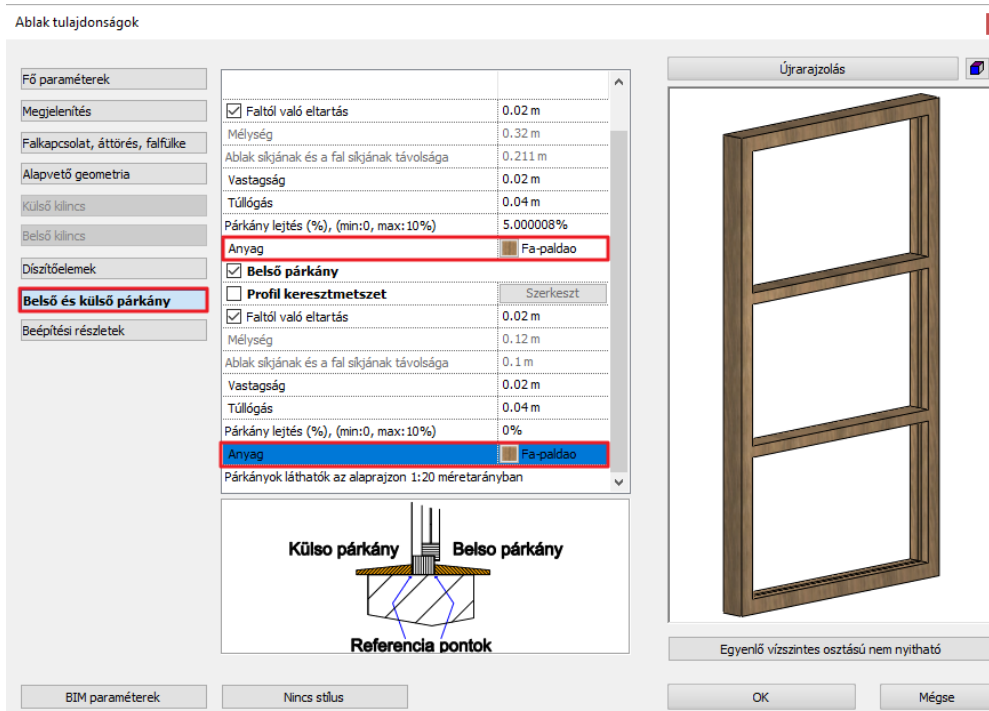 Ablak tulajdonságok
Fő paraméterek
Megjelenítés
Falkapcsolat, áttörés, falfülke
Alapvető geometria
Külső kilincs
Belső kilincs
Díszítőelemek
Belső és külső párkány
Beépítési részletek
Faltól való eltartás 0.02 m
Mélység 0.32 m
Ablak síkjának és a fal síkjának távolsága 0.211 m
Vastagság 0.02 m
Túllógás 0.04 m
Párkány lejtés (%), (min:0, max:10%) 5.000008%
Anyag Fa-paldao
Belső párkány
Profil keresztmetszet Szerkeszt
Faltól való eltartás 0.02 m
Mélység 0.12 m
Ablak síkjának és a fal síkjának távolsága 0.1 m
Vastagság 0.02 m
Túllógás 0.04 m
Párkány lejtés (%), (min:0, max:10%) 0%
Anyag Fa-paldao
Párkányok láthatók az alaprajzon 1:20 méretarányban
Külso párkány Belso párkány
Referencia pontok
Újrarajzolás
Egyenlő vízszintes osztású nem nyitható
BIM paraméterek Nincs stílus OK Mégse